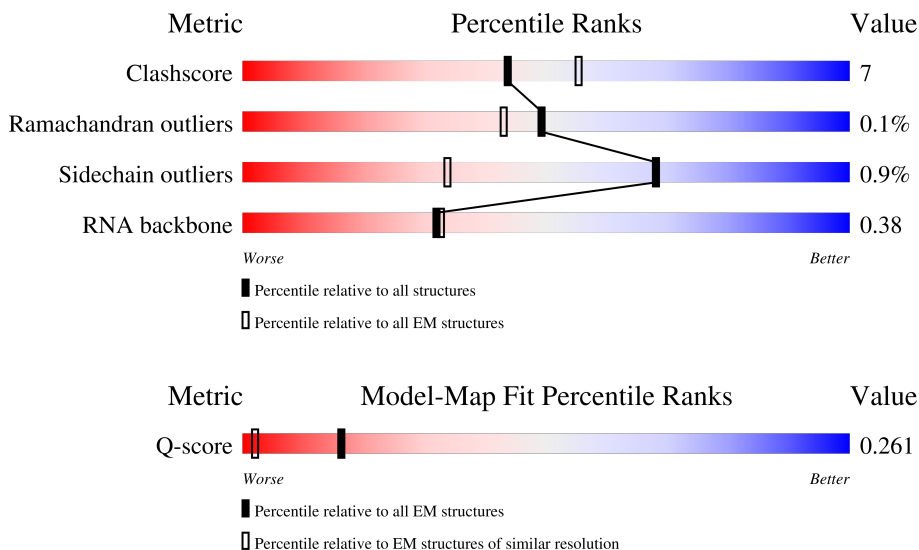 Metric Percentile Ranks Value
Clashscore 7
Ramachandran outliers 0.1%
Sidechain outliers 0.9%
RNA backbone 0.38
Worse Better
Percentile relative to all structures
Percentile relative to all EM structures
Metric Model-Map Fit Percentile Ranks Value
Q-score 0.261
Worse Better
Percentile relative to all EM structures
Percentile relative to EM structures of similar resolution